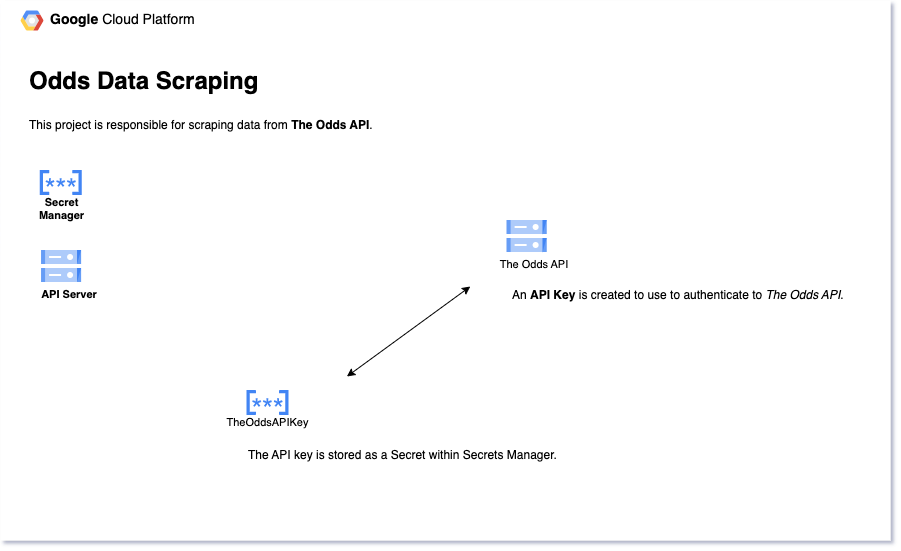 Google Cloud Platform
Odds Data Scraping
This project is responsible for scraping data from The Odds API.
[***]
Secret
Manager
API Server
The Odds API
An API Key is created to use to authenticate to The Odds API.
[***]
TheOddsAPIKey
The API key is stored as a Secret within Secrets Manager.